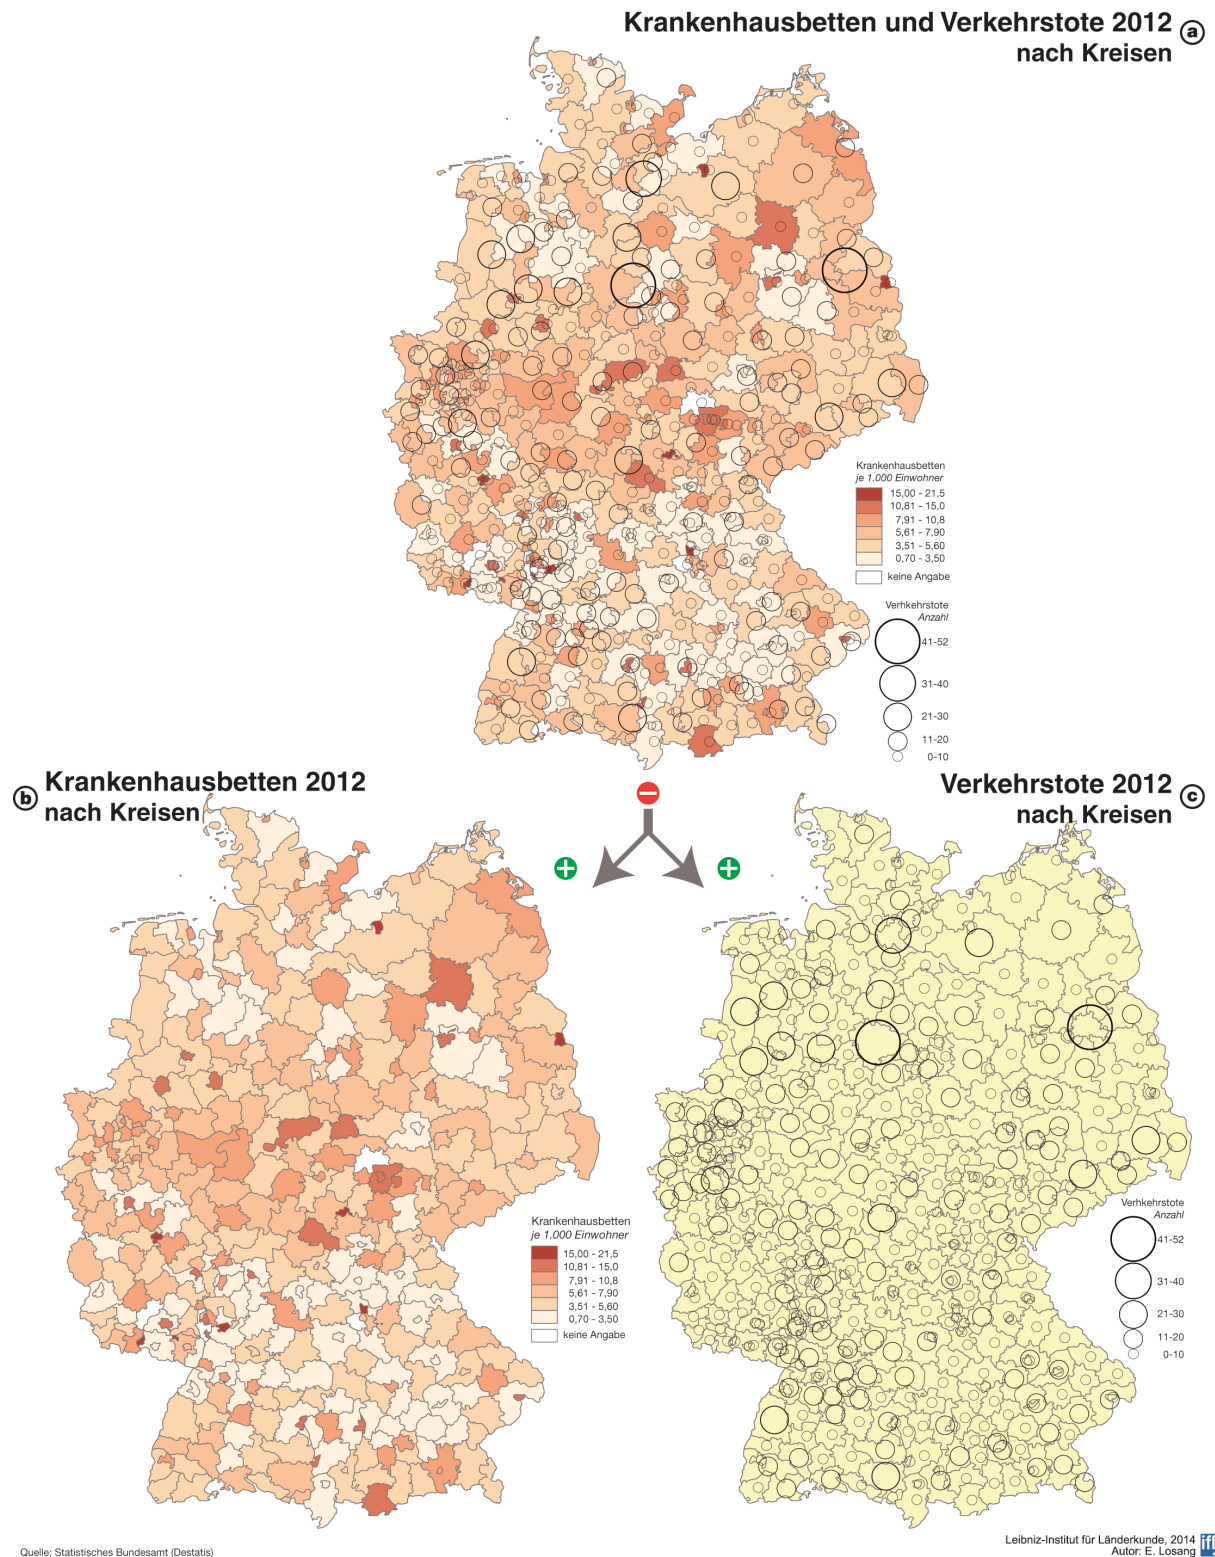 Krankenhausbetten und Verkehrstote 2012
nach Kreisen
a
Krankenhausbetten
je 1.000 Einwohner
15,00 - 21,5
10,81 - 15,0
7,91 - 10,8
5,61 - 7,90
3,51 - 5,60
0,70 - 3,50
keine Angabe
Verhkehrstote
Anzahl
41-52
31-40
21-30
11-20
0-10
b
Krankenhausbetten 2012
nach Kreisen
Verkehrstote 2012
nach Kreisen
c
Krankenhausbetten
je 1.000 Einwohner
15,00 - 21,5
10,81 - 15,0
7,91 - 10,8
5,61 - 7,90
3,51 - 5,60
0,70 - 3,50
keine Angabe
Verhkehrstote
Anzahl
41-52
31-40
21-30
11-20
0-10
Quelle: Statistisches Bundesamt (Destatis)
Leibniz-Institut für Länderkunde, 2014
Autor: E. Losang
ifl